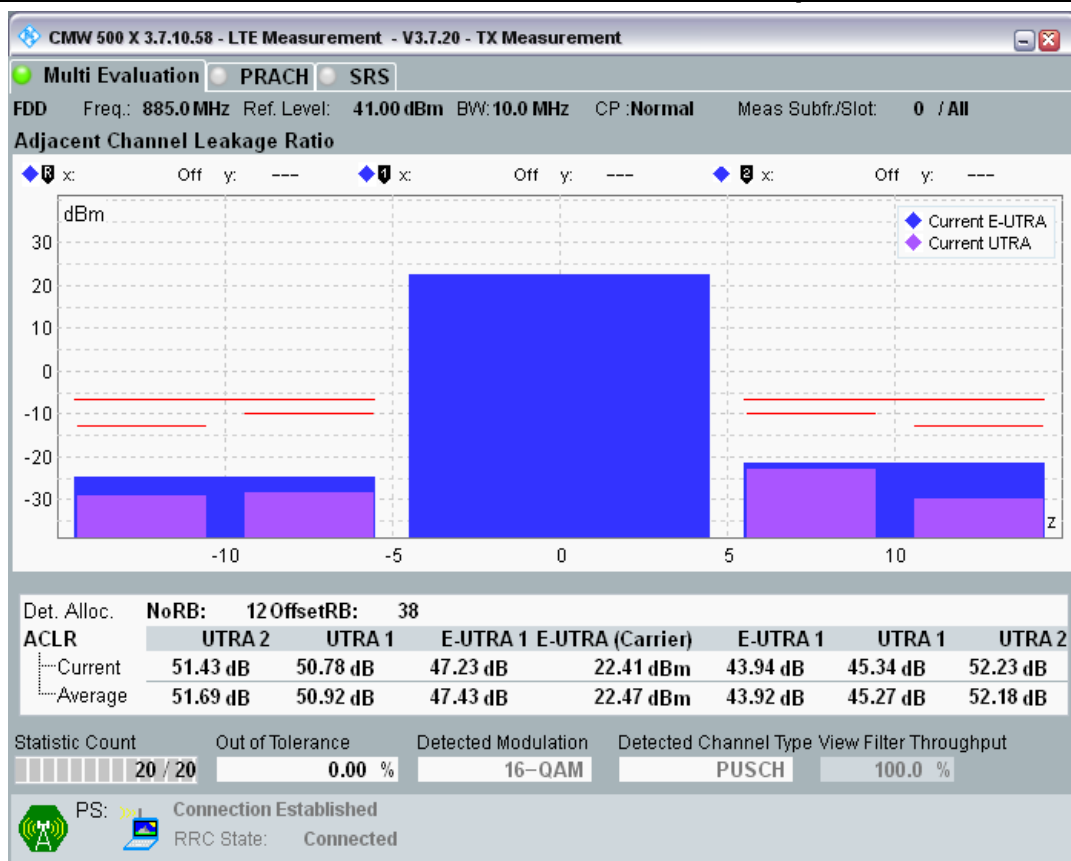 CMW 500 X 3.7.10.58 - LTE Measurement - V3.7.20 - TX Measurement
Multi Evaluation PRACH SRS
FDD Freq.: 885.0 MHz Ref. Level: 41.00 dBm BW: 10.0 MHz CP :Normal Meas Subfr./Slot: 0 / All
Adjacent Channel Leakage Ratio
R x: Off y: --- 1 x: Off y: --- 2 x: Off y: ---
dBm
Current E-UTRA
Current UTRA
30
20
10
0
-10
-20
-30
z
-10 -5 0 5 10
Det. Alloc. NoRB: 12 OffsetRB: 38
ACLR UTRA 2 UTRA 1 E-UTRA 1 E-UTRA (Carrier) E-UTRA 1 UTRA 1 UTRA 2
Current 51.43 dB 50.78 dB 47.23 dB 22.41 dBm 43.94 dB 45.34 dB 52.23 dB
Average 51.69 dB 50.92 dB 47.43 dB 22.47 dBm 43.92 dB 45.27 dB 52.18 dB
Statistic Count Out of Tolerance Detected Modulation Detected Channel Type View Filter Throughput
20 / 20 0.00 % 16-QAM PUSCH 100.0 %
PS: Connection Established
RRC State: Connected